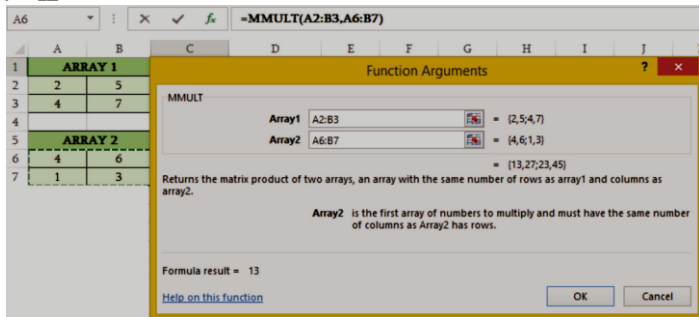 A6 fx =MMULT(A2:B3,A6:B7)
A B C D E F G H I J
1 ARRAY 1
2 2 5
3 4 7
4
5 ARRAY 2
6 4 6
7 1 3
Function Arguments ? ×
MMULT
Array1 A2:B3 = {2,5;4,7}
Array2 A6:B7 = {4,6;1,3}
= {13,27;23,45}
Returns the matrix product of two arrays, an array with the same number of rows as array1 and columns as
array2.
Array2 is the first array of numbers to multiply and must have the same number
of columns as Array2 has rows.
Formula result = 13
Help on this function OK Cancel